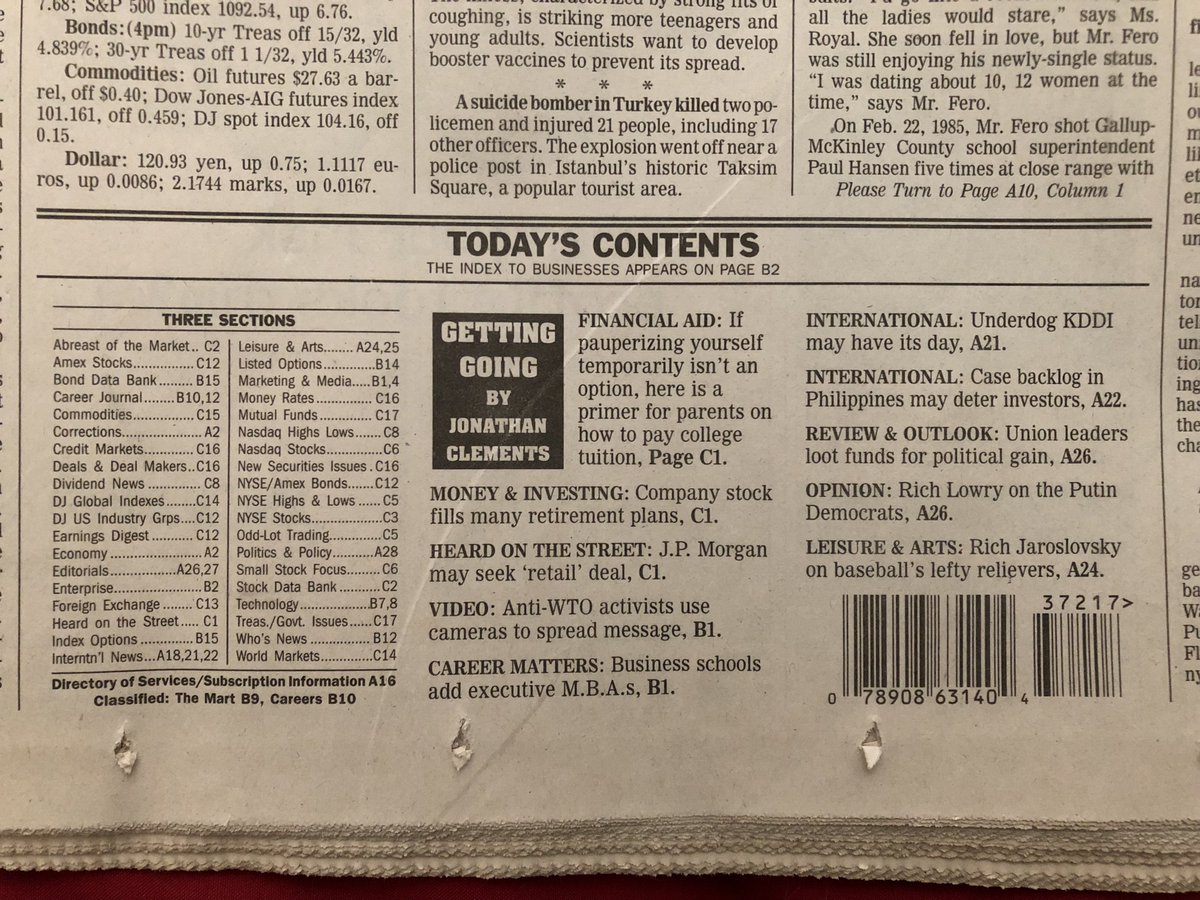 7.68; S&P 500 index 1092.54, up 6.76.
Bonds:(4pm) 10-yr Treas off 15/32, yld
4.839%; 30-yr Treas off 1 1/32, yld 5.443%.
Commodities: Oil futures $27.63 a bar-
rel, off $0.40; Dow Jones-AIG futures index
101.161, off 0.459; DJ spot index 104.16, off
0.15.
Dollar: 120.93 yen, up 0.75; 1.1117 eu-
ros, up 0.0086; 2.1744 marks, up 0.0167.
coughing, is striking more teenagers and
young adults. Scientists want to develop
booster vaccines to prevent its spread.
* * *
A suicide bomber in Turkey killed two po-
licemen and injured 21 people, including 17
other officers. The explosion went off near a
police post in Istanbul's historic Taksim
Square, a popular tourist area.
all the ladies would stare," says Ms.
Royal. She soon fell in love, but Mr. Fero
was still enjoying his newly-single status.
"I was dating about 10, 12 women at the
time," says Mr. Fero.
On Feb. 22, 1985, Mr. Fero shot Gallup-
McKinley County school superintendent
Paul Hansen five times at close range with
Please Turn to Page A10, Column 1
TODAY'S CONTENTS
THE INDEX TO BUSINESSES APPEARS ON PAGE B2
THREE SECTIONS
Abreast of the Market.. C2
Amex Stocks............... C12
Bond Data Bank......... B15
Career Journal........B10,12
Commodities............. C15
Corrections................. A2
Credit Markets........... C16
Deals & Deal Makers..C16
Dividend News ........... C8
DJ Global Indexes.......C14
DJ US Industry Grps....C12
Earnings Digest ......... C12
Economy .................... A2
Editorials................A26,27
Enterprise................... B2
Foreign Exchange ....... C13
Heard on the Street.... C1
Index Options ............ B15
Interntn'l News...A18,21,22
Leisure & Arts....... A24,25
Listed Options............B14
Marketing & Media.....B1,4
Money Rates ............. C16
Mutual Funds............ C17
Nasdaq Highs Lows......C8
Nasdaq Stocks............C6
New Securities Issues . C16
NYSE/Amex Bonds......C12
NYSE Highs & Lows ..... C5
NYSE Stocks................C3
Odd-Lot Trading...........C5
Politics & Policy..........A28
Small Stock Focus........C6
Stock Data Bank ......... C2
Technology................B7,8
Treas./Govt. Issues.....C17
Who's News .............. B12
World Markets............C14
Directory of Services/Subscription Information A16
Classified: The Mart B9, Careers B10
GETTING
GOING
BY
JONATHAN
CLEMENTS
FINANCIAL AID: If
pauperizing yourself
temporarily isn't an
option, here is a
primer for parents on
how to pay college
tuition, Page C1.
MONEY & INVESTING: Company stock
fills many retirement plans, C1.
HEARD ON THE STREET: J.P. Morgan
may seek 'retail' deal, C1.
VIDEO: Anti-WTO activists use
cameras to spread message, B1.
CAREER MATTERS: Business schools
add executive M.B.A.s, B1.
INTERNATIONAL: Underdog KDDI
may have its day, A21.
INTERNATIONAL: Case backlog in
Philippines may deter investors, A22.
REVIEW & OUTLOOK: Union leaders
loot funds for political gain, A26.
OPINION: Rich Lowry on the Putin
Democrats, A26.
LEISURE & ARTS: Rich Jaroslovsky
on baseball's lefty relievers, A24.
37217>
0 78908 63140 4